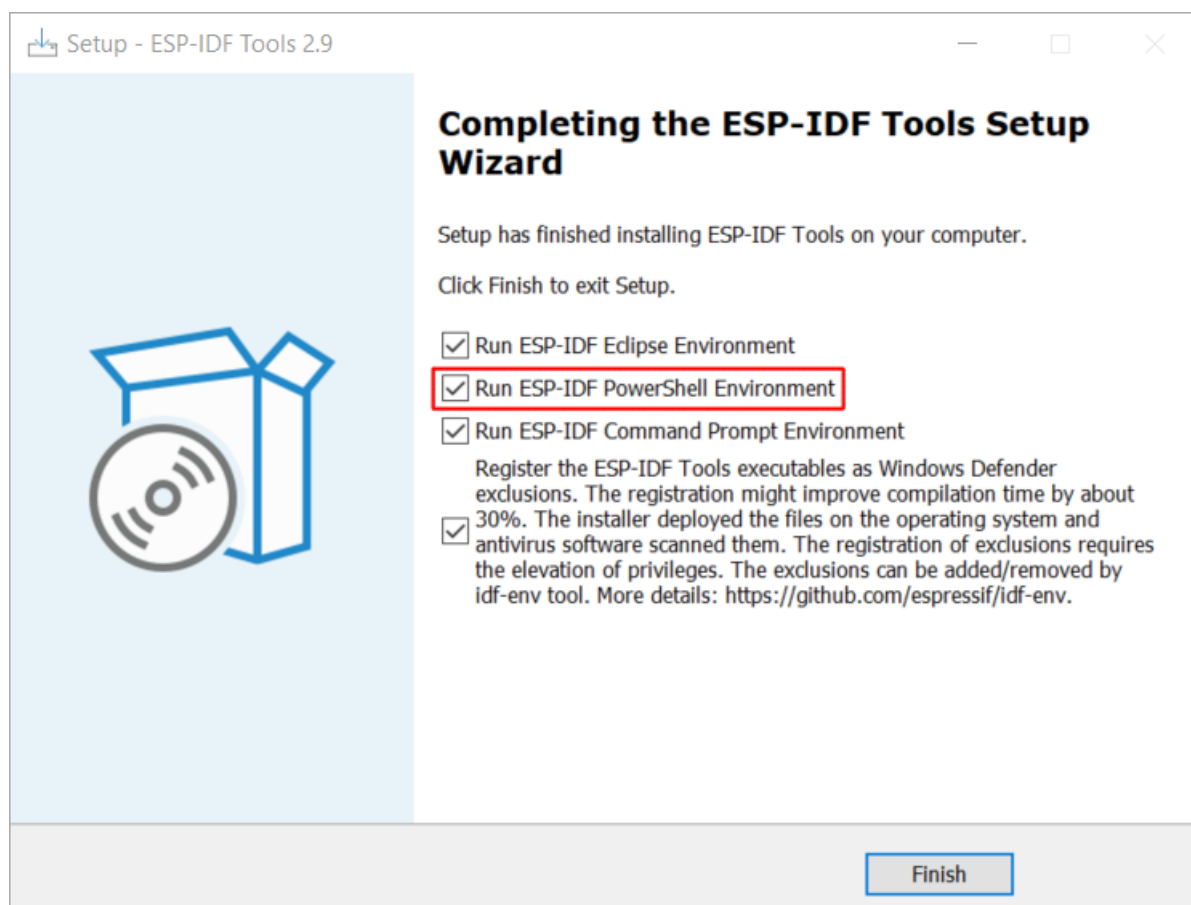 Setup - ESP-IDF Tools 2.9
Completing the ESP-IDF Tools Setup
Wizard
Setup has finished installing ESP-IDF Tools on your computer.
Click Finish to exit Setup.
Run ESP-IDF Eclipse Environment
Run ESP-IDF PowerShell Environment
Run ESP-IDF Command Prompt Environment
Register the ESP-IDF Tools executables as Windows Defender
exclusions. The registration might improve compilation time by about
30%. The installer deployed the files on the operating system and
antivirus software scanned them. The registration of exclusions requires
the elevation of privileges. The exclusions can be added/removed by
idf-env tool. More details: https://github.com/espressif/idf-env.
Finish